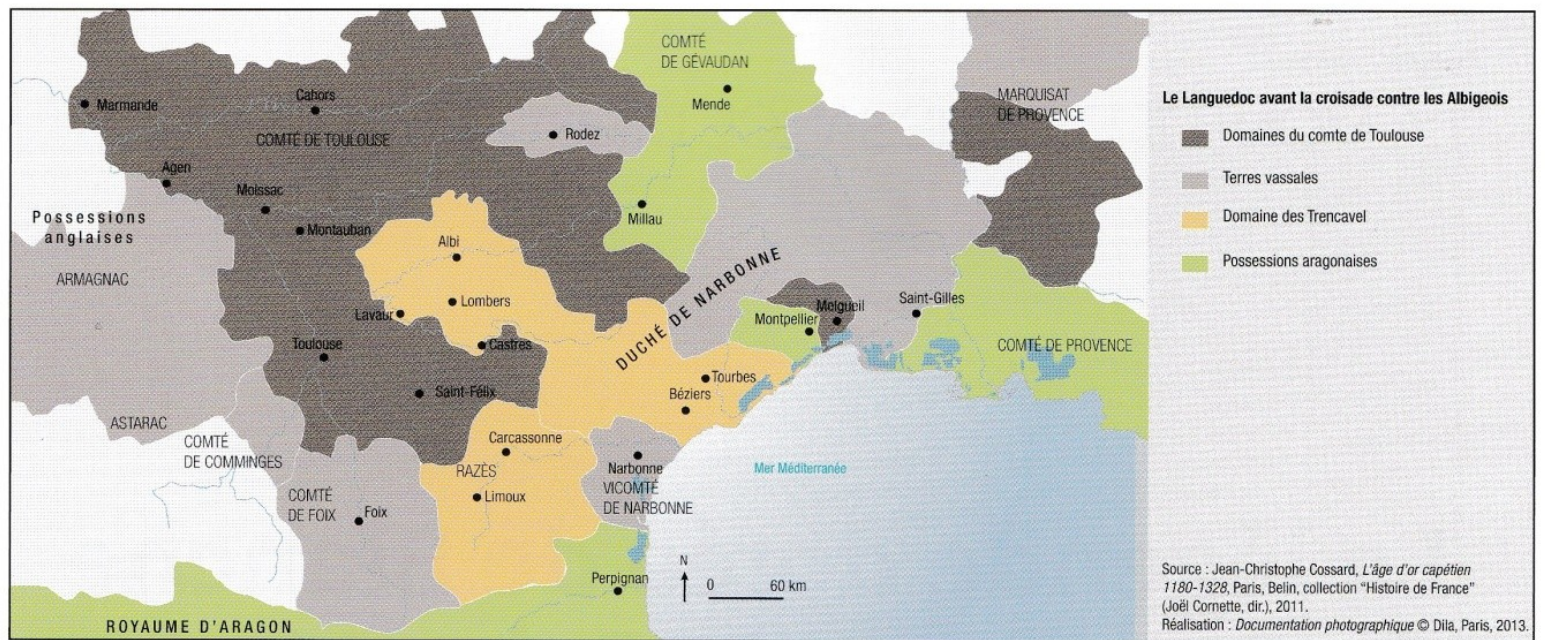 COMTÉ
DE GÉVAUDAN
Mende
Marmande
Cahors
COMTÉ DE TOULOUSE
Rodez
MARQUISAT
DE PROVENCE
Agen
Moissac
Millau
Possessions
anglaises
Montauban
ARMAGNAC
Albi
DUCHÉ DE NARBONNE
Lombers
Lavaur
Melgueil
Saint-Gilles
Montpellier
Toulouse
Castres
COMTÉ DE PROVENCE
Saint-Félix
Tourbes
Béziers
ASTARAC
COMTÉ
DE COMMINGES
Carcassonne
RAZÈS
Narbonne
VICOMTÉ
DE NARBONNE
Mer Méditerranée
COMTÉ
DE FOIX
Foix
Limoux
Perpignan
N
0 60 km
ROYAUME D'ARAGON
Le Languedoc avant la croisade contre les Albigeois
Domaines du comte de Toulouse
Terres vassales
Domaine des Trencavel
Possessions aragonaises
Source : Jean-Christophe Cossard, L'âge d'or capétien
1180-1328, Paris, Belin, collection "Histoire de France"
(Joël Cornette, dir.), 2011.
Réalisation : Documentation photographique © Dila, Paris, 2013.